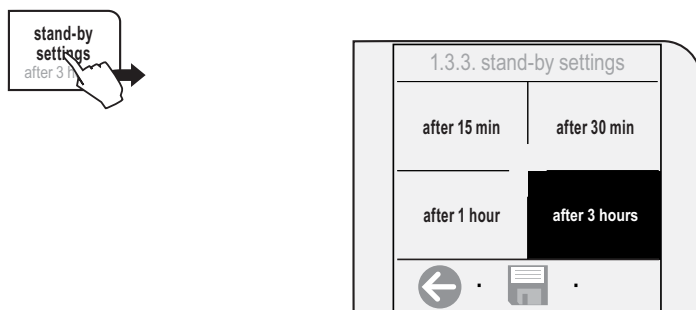 stand-by
settings
after 3 h
1.3.3. stand-by settings
after 15 min
after 30 min
after 1 hour
after 3 hours